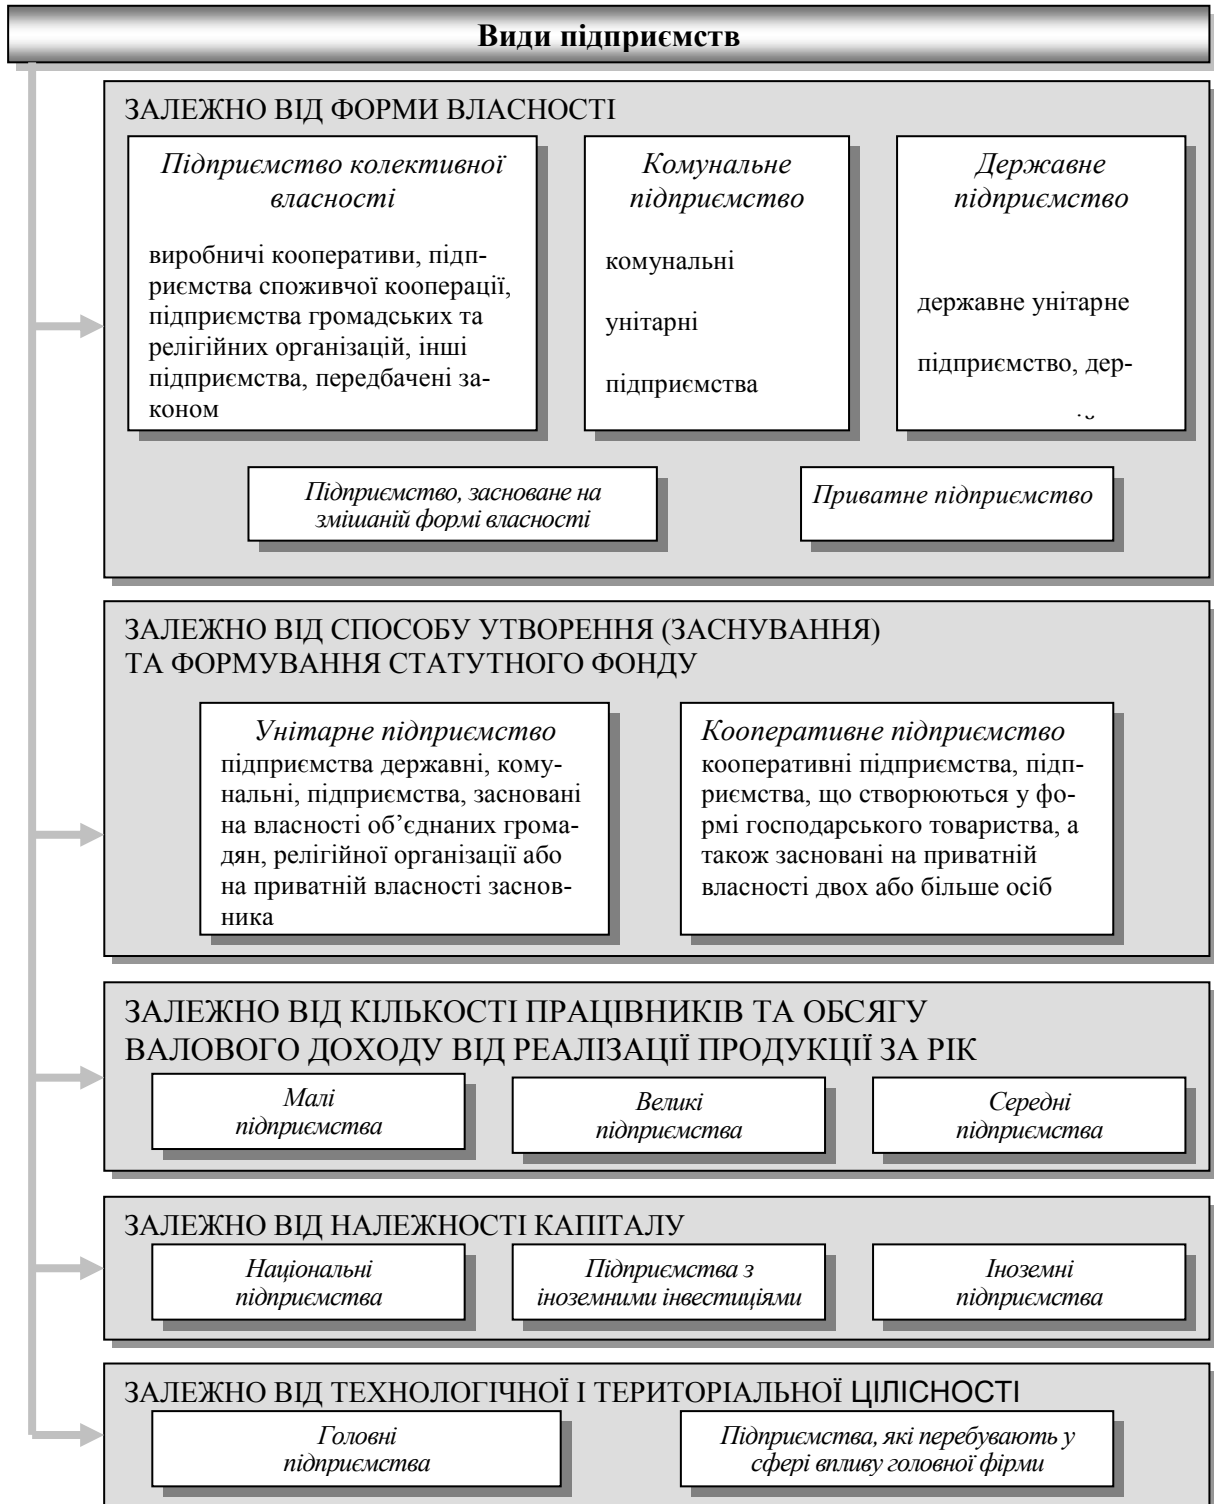 Види підприємств
ЗАЛЕЖНО ВІД ФОРМИ ВЛАСНОСТІ
Підприємство колективної
власності
виробничі кооперативи, підп-
риємства споживчої кооперації,
підприємства громадських та
релігійних організацій, інші
підприємства, передбачені за-
коном
Комунальне
підприємство
комунальні
унітарні
підприємства
Державне
підприємство
державне унітарне
підприємство, дер-
Підприємство, засноване на
змішаній формі власності
Приватне підприємство
ЗАЛЕЖНО ВІД СПОСОБУ УТВОРЕННЯ (ЗАСНУВАННЯ)
ТА ФОРМУВАННЯ СТАТУТНОГО ФОНДУ
Унітарне підприємство
підприємства державні, кому-
нальні, підприємства, засновані
на власності об’єднаних грома-
дян, релігійної організації або
на приватній власності заснов-
ника
Кооперативне підприємство
кооперативні підприємства, підп-
риємства, що створюються у фо-
рмі господарського товариства, а
також засновані на приватній
власності двох або більше осіб
ЗАЛЕЖНО ВІД КІЛЬКОСТІ ПРАЦІВНИКІВ ТА ОБСЯГУ
ВАЛОВОГО ДОХОДУ ВІД РЕАЛІЗАЦІЇ ПРОДУКЦІЇ ЗА РІК
Малі
підприємства
Великі
підприємства
Середні
підприємства
ЗАЛЕЖНО ВІД НАЛЕЖНОСТІ КАПІТАЛУ
Національні
підприємства
Підприємства з
іноземними інвестиціями
Іноземні
підприємства
ЗАЛЕЖНО ВІД ТЕХНОЛОГІЧНОЇ І ТЕРИТОРІАЛЬНОЇ ЦІЛІСНОСТІ
Головні
підприємства
Підприємства, які перебувають у
сфері впливу головної фірми